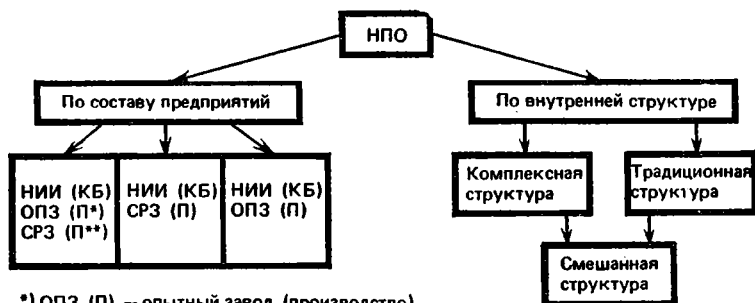 НПО
По составу предприятий
По внутренней структуре
НИИ (КБ)
ОПЗ (П*)
СРЗ (П**)
НИИ (КБ)
СРЗ (П)
НИИ (КБ)
ОПЗ (П)
Комплексная
структура
Традиционная
структура
Смешанная
структура
*) ОПЗ (П) — опытный завод (производство)